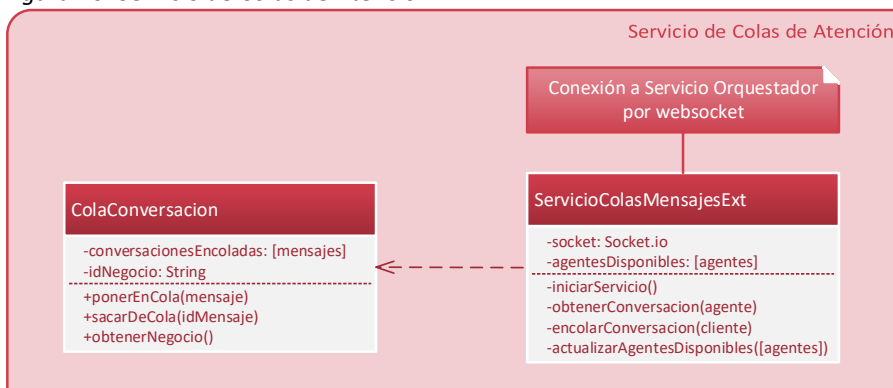 Servicio de Colas de Atención
Conexión a Servicio Orquestador
por websocket
ColaConversacion
-conversacionesEncoladas: [mensajes]
-idNegocio: String
+ponerEnCola(mensaje)
+sacarDeCola(idMensaje)
+obtenerNegocio()
ServicioColasMensajesExt
-socket: Socket.io
-agentesDisponibles: [agentes]
-iniciarServicio()
-obtenerConversacion(agente)
-encolarConversacion(cliente)
-actualizarAgentesDisponibles([agentes])